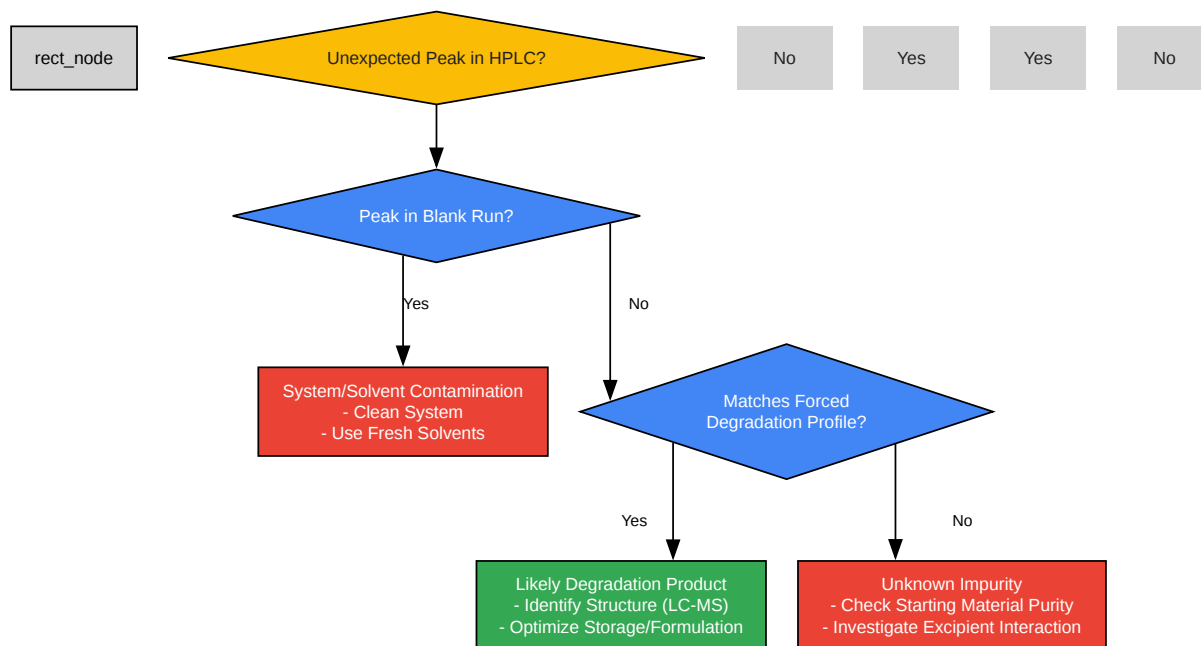 rect_node
Unexpected Peak in HPLC?
No
Yes
Yes
No
Peak in Blank Run?
Yes
No
System/Solvent Contamination
- Clean System
- Use Fresh Solvents
Matches Forced
Degradation Profile?
Yes
No
Likely Degradation Product
- Identify Structure (LC-MS)
- Optimize Storage/Formulation
Unknown Impurity
- Check Starting Material Purity
- Investigate Excipient Interaction